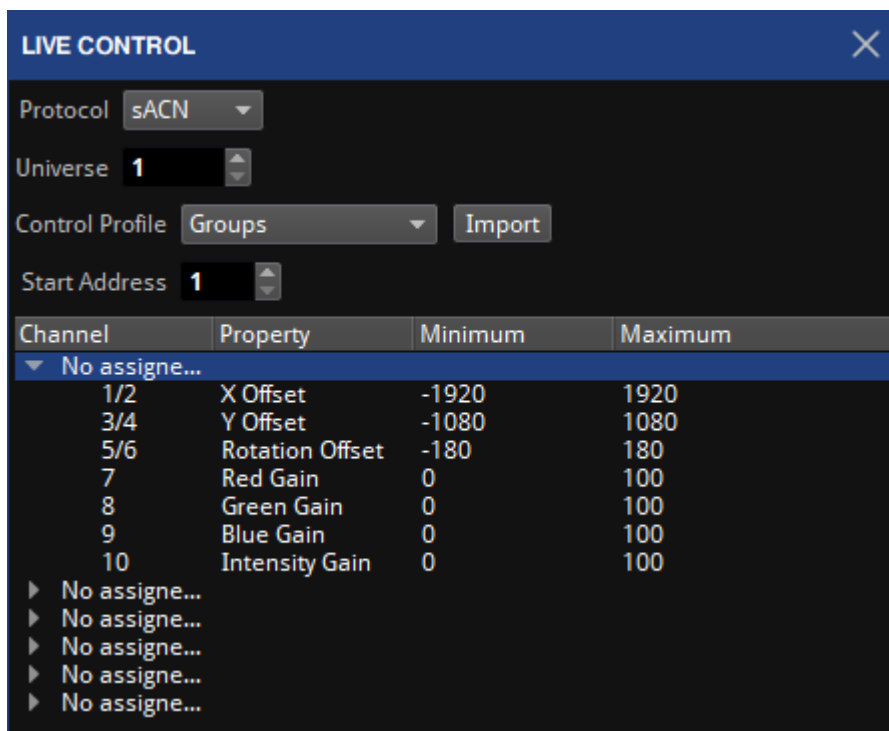 LIVE CONTROL
Protocol sACN
Universe 1
Control Profile Groups Import
Start Address 1
Channel Property Minimum Maximum
No assigne...
1/2 X Offset -1920 1920
3/4 Y Offset -1080 1080
5/6 Rotation Offset -180 180
7 Red Gain 0 100
8 Green Gain 0 100
9 Blue Gain 0 100
10 Intensity Gain 0 100
No assigne...
No assigne...
No assigne...
No assigne...
No assigne...